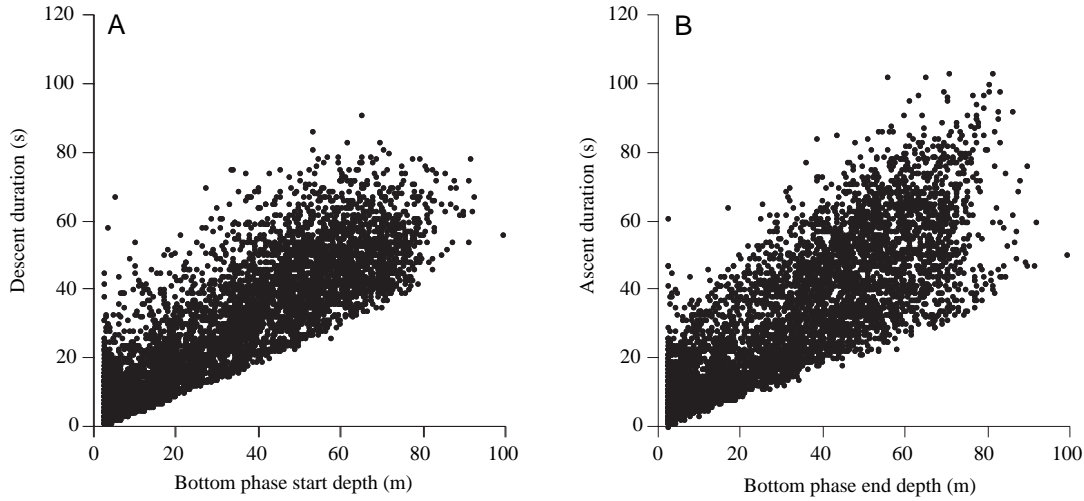 A
120
100
80
60
40
20
0
Descent duration (s)
0 20 40 60 80 100
Bottom phase start depth (m)
B
120
100
80
60
40
20
0
Ascent duration (s)
0 20 40 60 80 100
Bottom phase end depth (m)